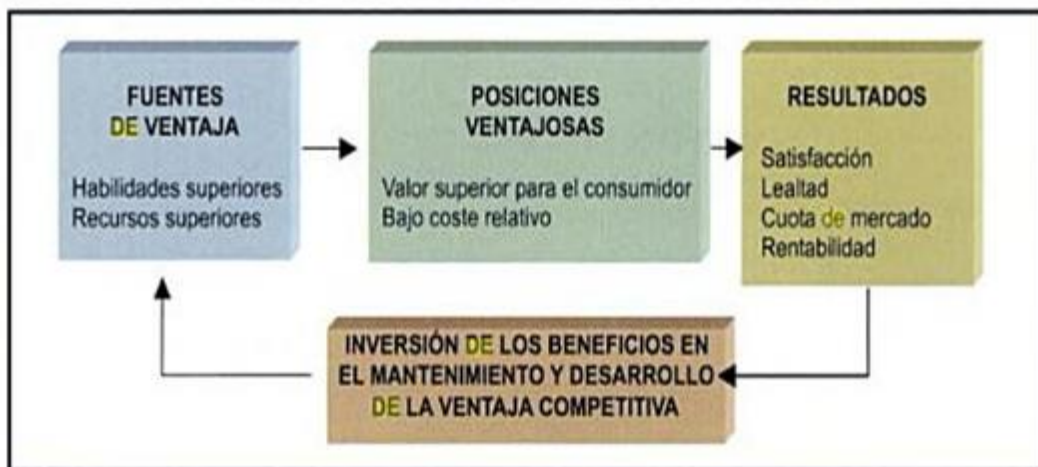 FUENTES
DE VENTAJA
Habilidades superiores
Recursos superiores
POSICIONES
VENTAJOSAS
Valor superior para el consumidor
Bajo coste relativo
RESULTADOS
Satisfacción
Lealtad
Cuota de mercado
Rentabilidad
INVERSIÓN DE LOS BENEFICIOS EN
EL MANTENIMIENTO Y DESARROLLO
DE LA VENTAJA COMPETITIVA